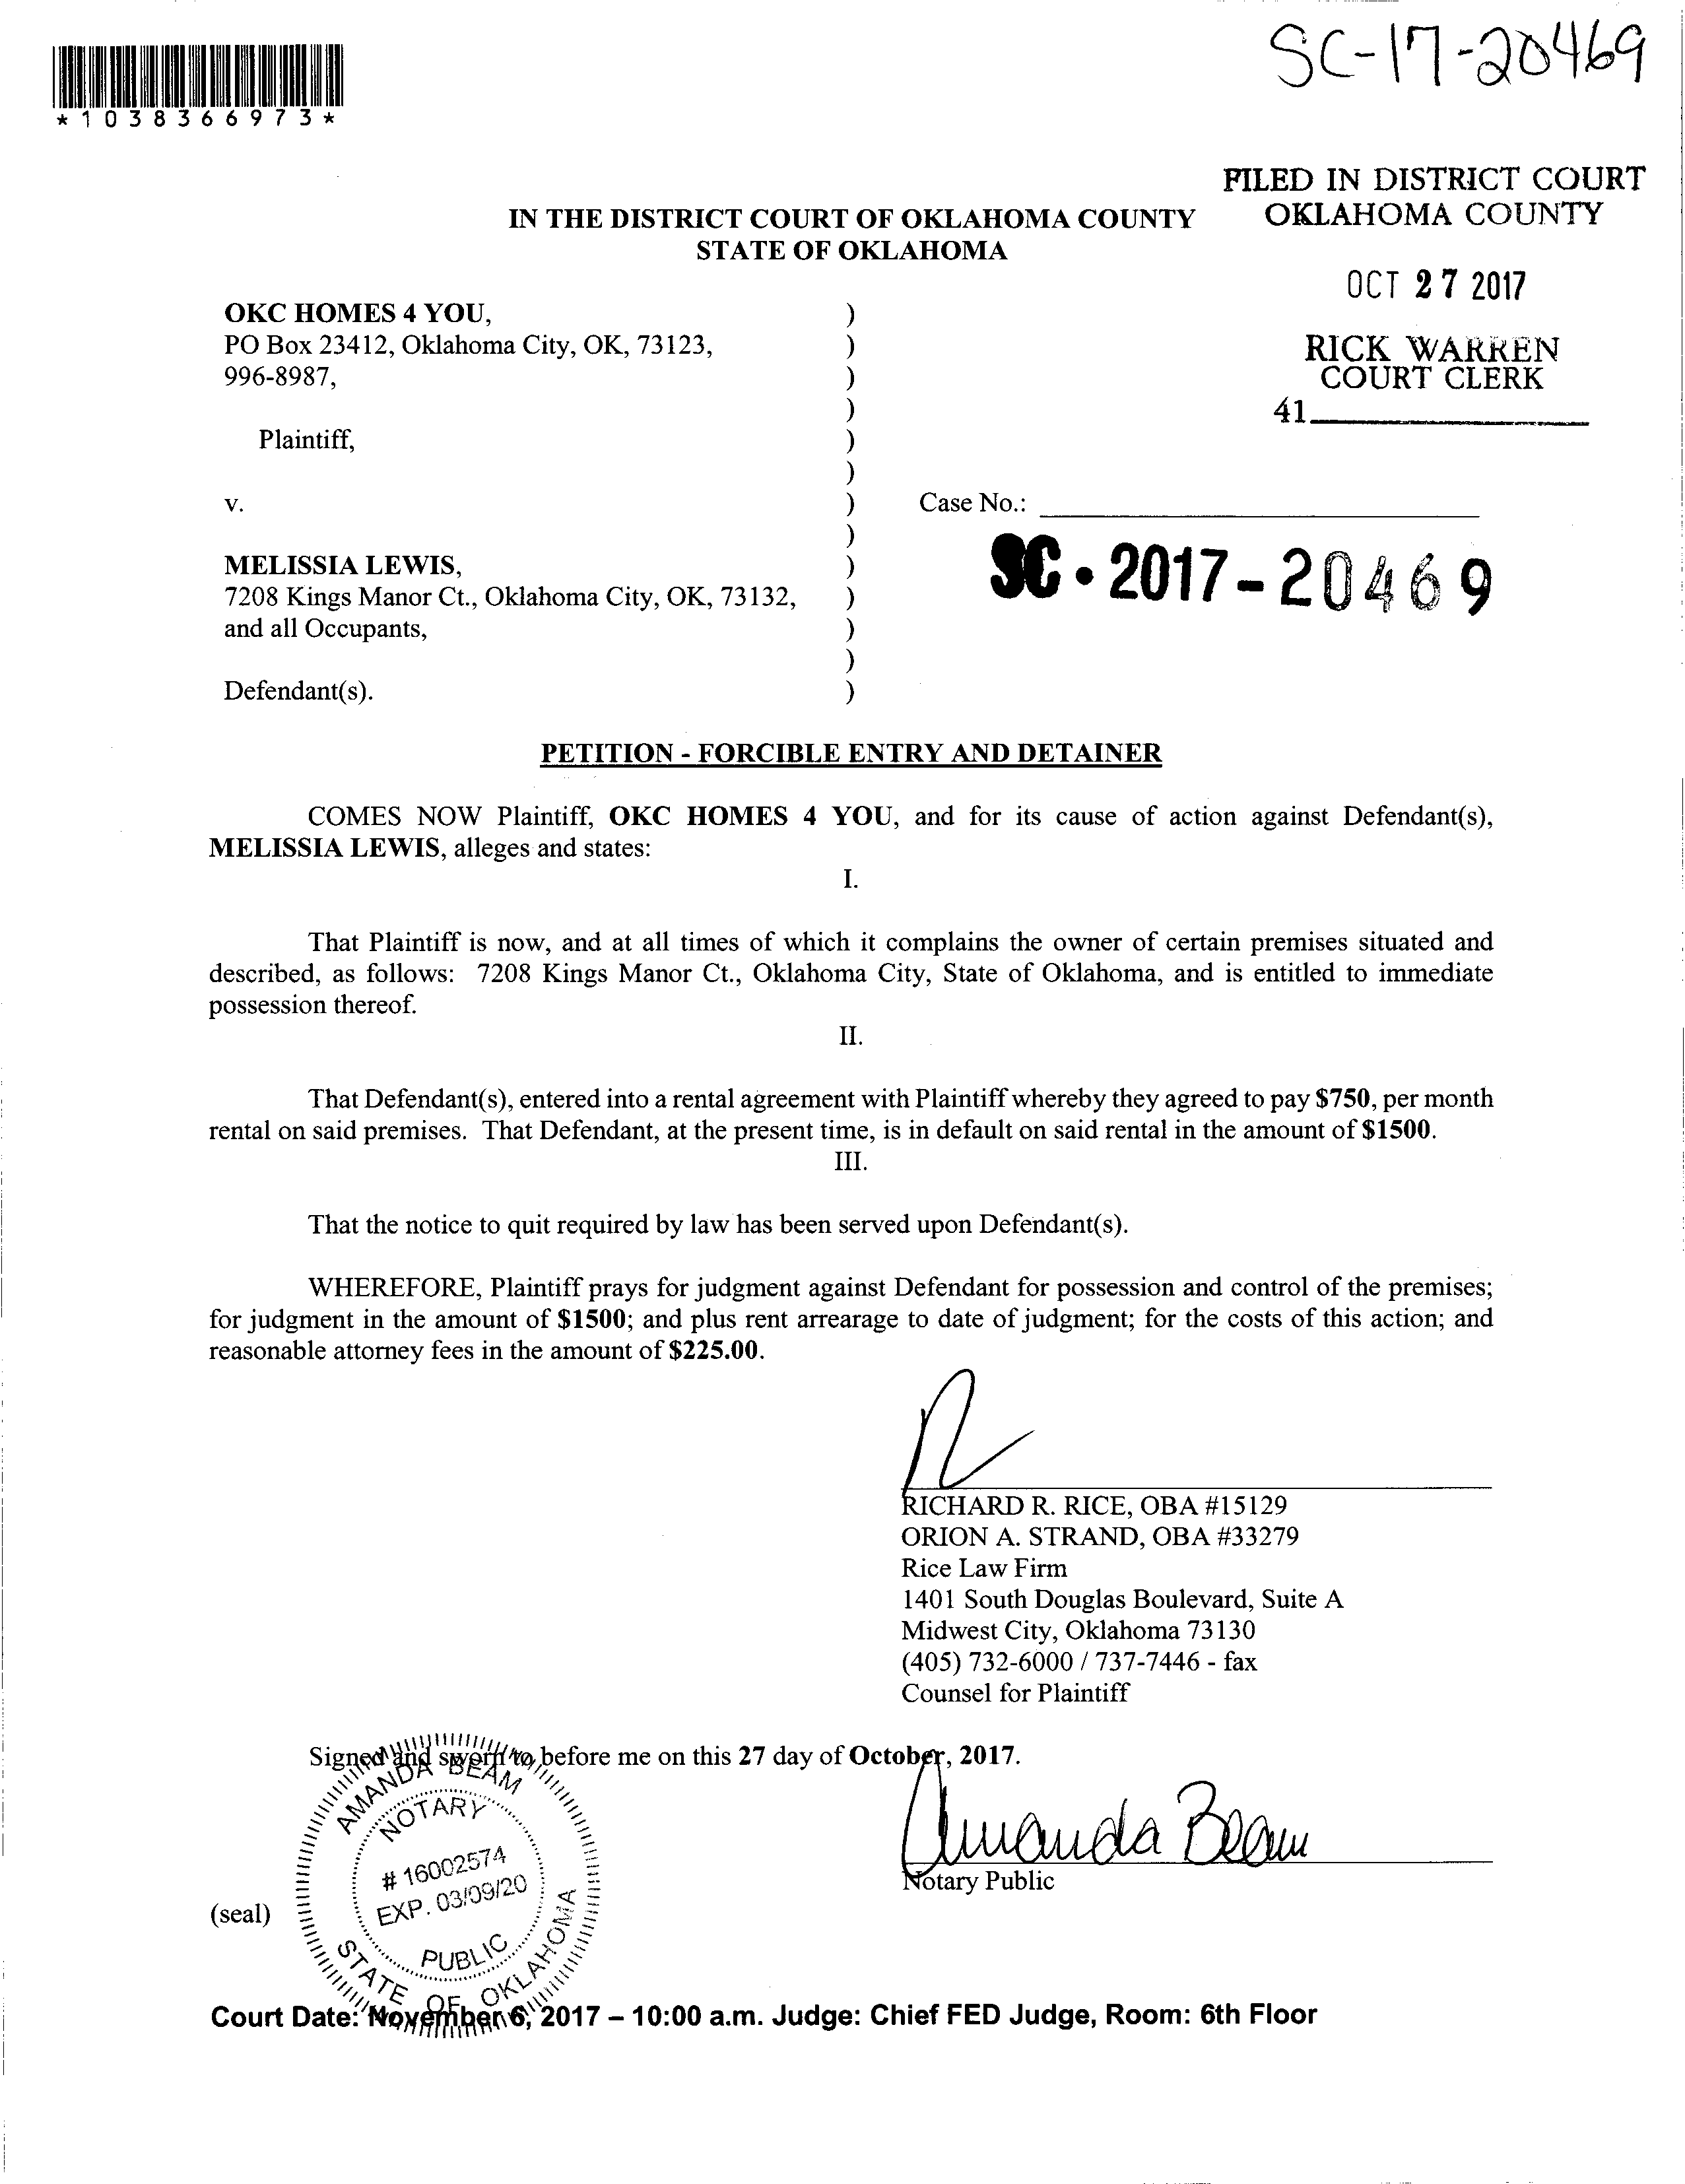 SC-17-20469
*1038366973*
FILED IN DISTRICT COURT
OKLAHOMA COUNTY
IN THE DISTRICT COURT OF OKLAHOMA COUNTY
STATE OF OKLAHOMA
OCT 27 2017
RICK WARREN
COURT CLERK
41
OKC HOMES 4 YOU, )
PO Box 23412, Oklahoma City, OK, 73123, )
996-8987, )
)
Plaintiff, )
)
v. ) Case No.:
)
MELISSIA LEWIS, ) SC-2017-20469
7208 Kings Manor Ct., Oklahoma City, OK, 73132, )
and all Occupants, )
)
Defendant(s). )
PETITION - FORCIBLE ENTRY AND DETAINER
COMES NOW Plaintiff, OKC HOMES 4 YOU, and for its cause of action against Defendant(s),
MELISSIA LEWIS, alleges and states:
I.
That Plaintiff is now, and at all times of which it complains the owner of certain premises situated and
described, as follows: 7208 Kings Manor Ct., Oklahoma City, State of Oklahoma, and is entitled to immediate
possession thereof.
II.
That Defendant(s), entered into a rental agreement with Plaintiff whereby they agreed to pay $750, per month
rental on said premises. That Defendant, at the present time, is in default on said rental in the amount of $1500.
III.
That the notice to quit required by law has been served upon Defendant(s).
WHEREFORE, Plaintiff prays for judgment against Defendant for possession and control of the premises;
for judgment in the amount of $1500; and plus rent arrearage to date of judgment; for the costs of this action; and
reasonable attorney fees in the amount of $225.00.
RICHARD R. RICE, OBA #15129
ORION A. STRAND, OBA #33279
Rice Law Firm
1401 South Douglas Boulevard, Suite A
Midwest City, Oklahoma 73130
(405) 732-6000 / 737-7446 - fax
Counsel for Plaintiff
Signed and sworn to before me on this 27 day of October, 2017.
Amanda Beam
Notary Public
(seal)
AMANDA BEAM
NOTARY
# 16002574
EXP. 03/09/20
PUBLIC
STATE OF OKLAHOMA
Court Date: November 6, 2017 – 10:00 a.m. Judge: Chief FED Judge, Room: 6th Floor